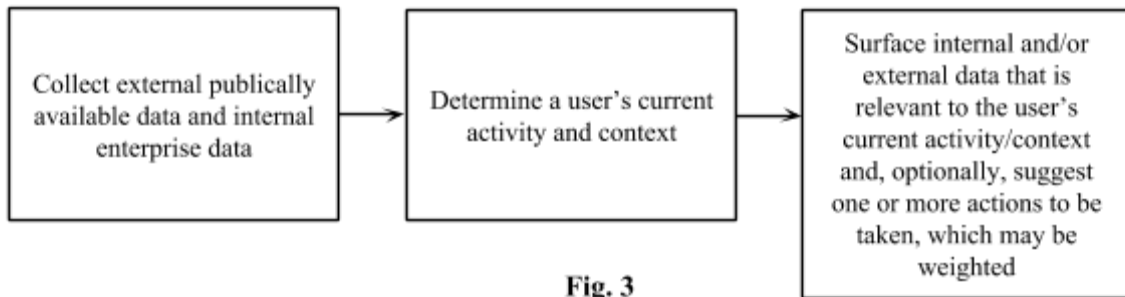 Collect external publically
available data and internal
enterprise data
Determine a user's current
activity and context
Surface internal and/or
external data that is
relevant to the user's
current activity/context
and, optionally, suggest
one or more actions to be
taken, which may be
weighted
Fig. 3